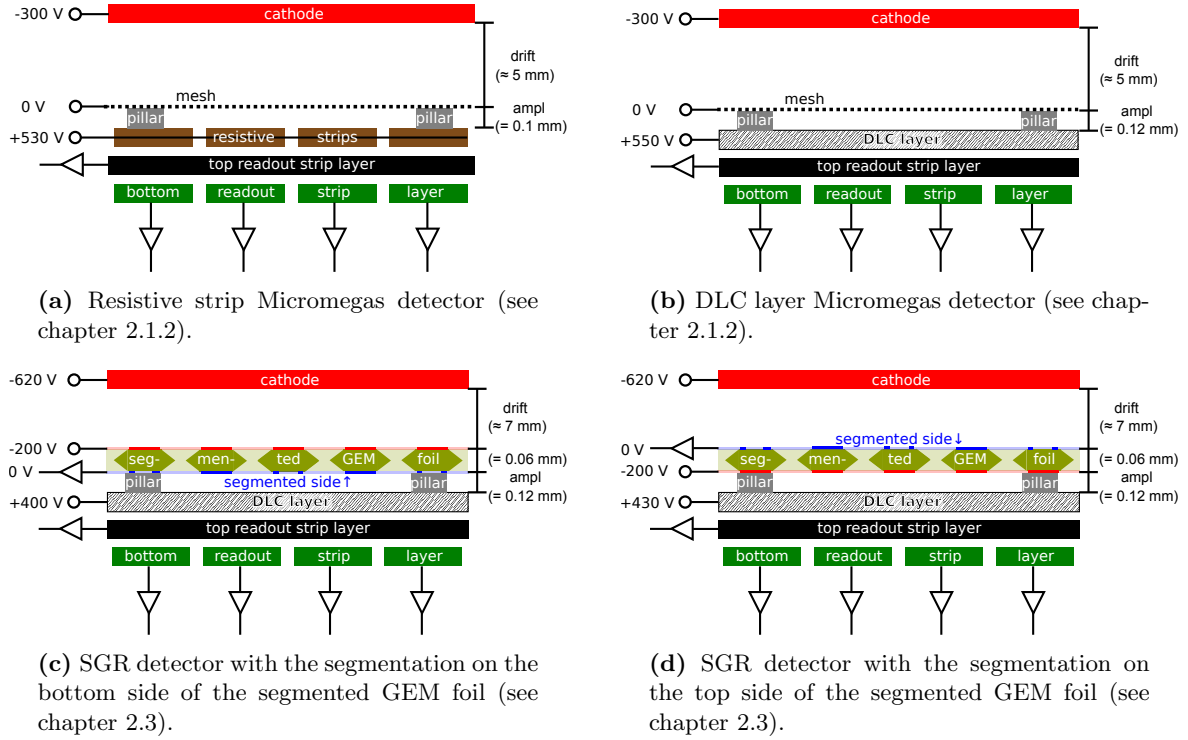 -300 V
cathode
drift
(≈ 5 mm)
mesh
0 V
ampl
(= 0.1 mm)
pillar
pillar
+530 V
resistive
strips
top readout strip layer
bottom
readout
strip
layer
(a) Resistive strip Micromegas detector (see
chapter 2.1.2).
-300 V
cathode
drift
(≈ 5 mm)
mesh
0 V
ampl
(= 0.12 mm)
pillar
pillar
+550 V
DLC layer
top readout strip layer
bottom
readout
strip
layer
(b) DLC layer Micromegas detector (see chap-
ter 2.1.2).
-620 V
cathode
drift
(≈ 7 mm)
-200 V
seg-
men-
ted
GEM
foil
(= 0.06 mm)
0 V
segmented side↑
ampl
(= 0.12 mm)
pillar
pillar
+400 V
DLC layer
top readout strip layer
bottom
readout
strip
layer
(c) SGR detector with the segmentation on the
bottom side of the segmented GEM foil (see
chapter 2.3).
-620 V
cathode
drift
(≈ 7 mm)
segmented side↓
0 V
seg-
men-
ted
GEM
foil
(= 0.06 mm)
-200 V
ampl
(= 0.12 mm)
pillar
pillar
+430 V
DLC layer
top readout strip layer
bottom
readout
strip
layer
(d) SGR detector with the segmentation on
the top side of the segmented GEM foil (see
chapter 2.3).